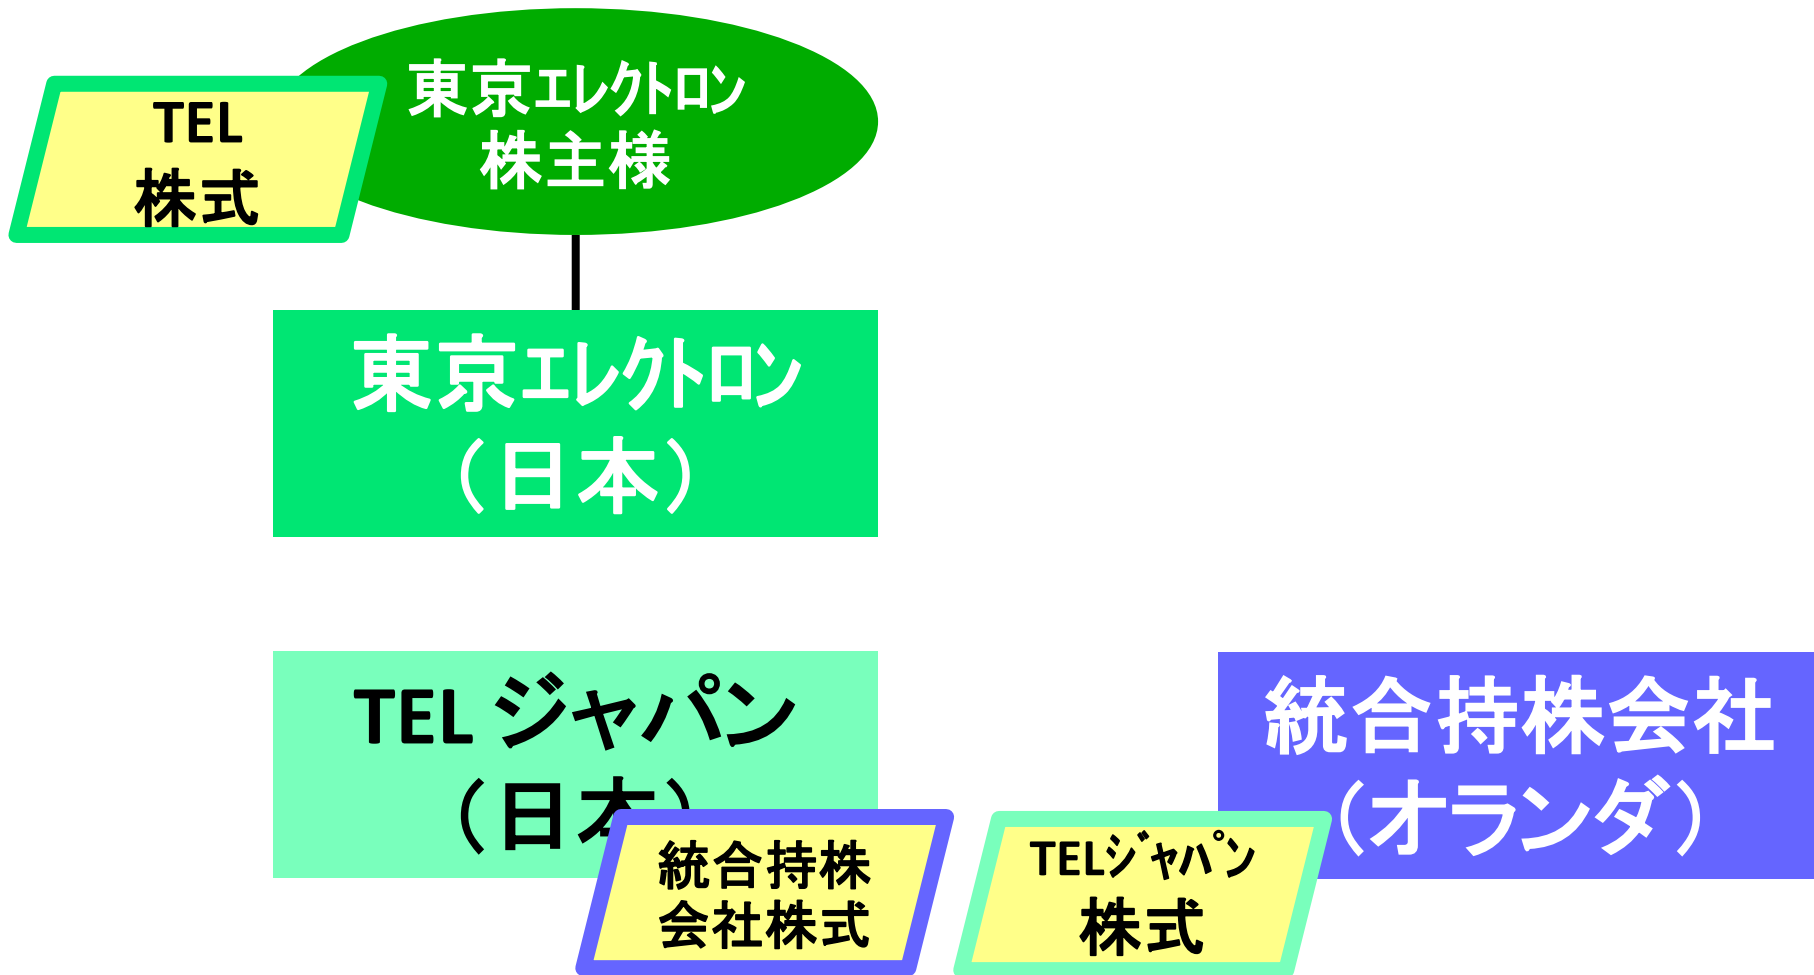 東京エレクトロン
株主様
TEL
株式
東京エレクトロン
（日本）
TEL ジャパン
（日本）
統合持株会社
（オランダ）
統合持株
会社株式
TELジャパン
株式